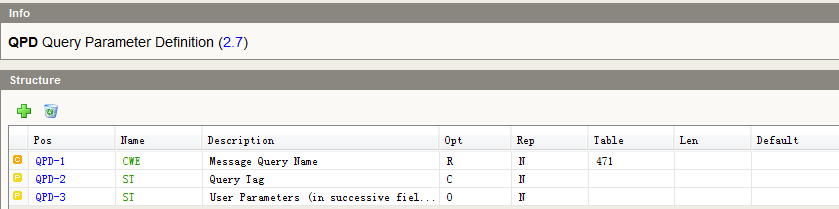 Info
QPD Query Parameter Definition (2.7)
Structure
Pos Name Description Opt Rep Table Len Default
C QPD-1 CWE Message Query Name R N 471
P QPD-2 ST Query Tag C N
P QPD-3 ST User Parameters (in successive fiel... O N